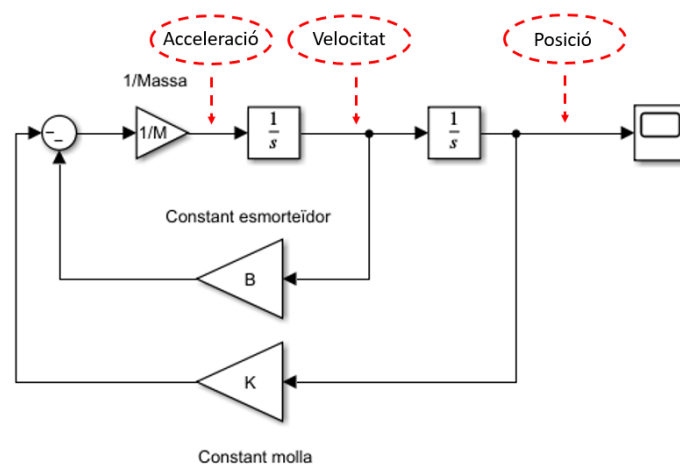 Acceleració
Velocitat
Posició
1/Massa
1/M
1
s
1
s
Constant esmorteïdor
B
K
Constant molla